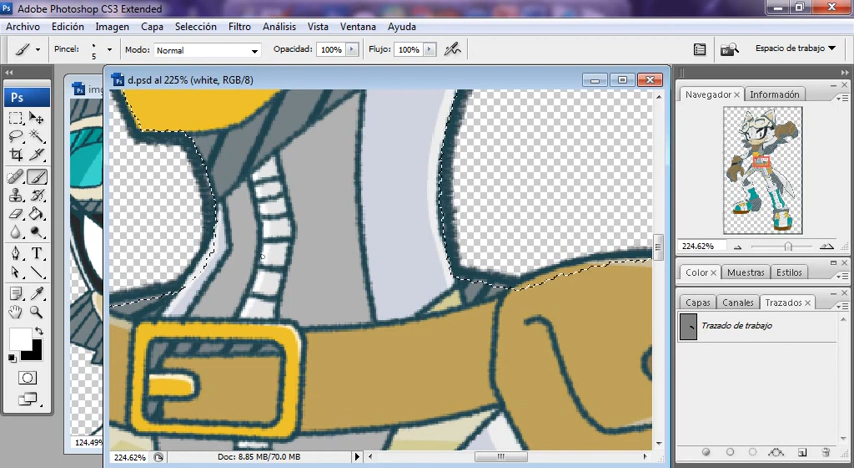 Adobe Photoshop CS3 Extended
Archivo Edición Imagen Capa Selección Filtro Análisis Vista Ventana Ayuda
Pincel: 5 Modo: Normal Opacidad: 100% Flujo: 100% Espacio de trabajo
Ps
d.psd al 225% (white, RGB/8)
Navegador Información
224.62%
Color Muestras Estilos
Capas Canales Trazados
Trazado de trabajo
124.49%
224.62% Doc: 8.85 MB/70.0 MB